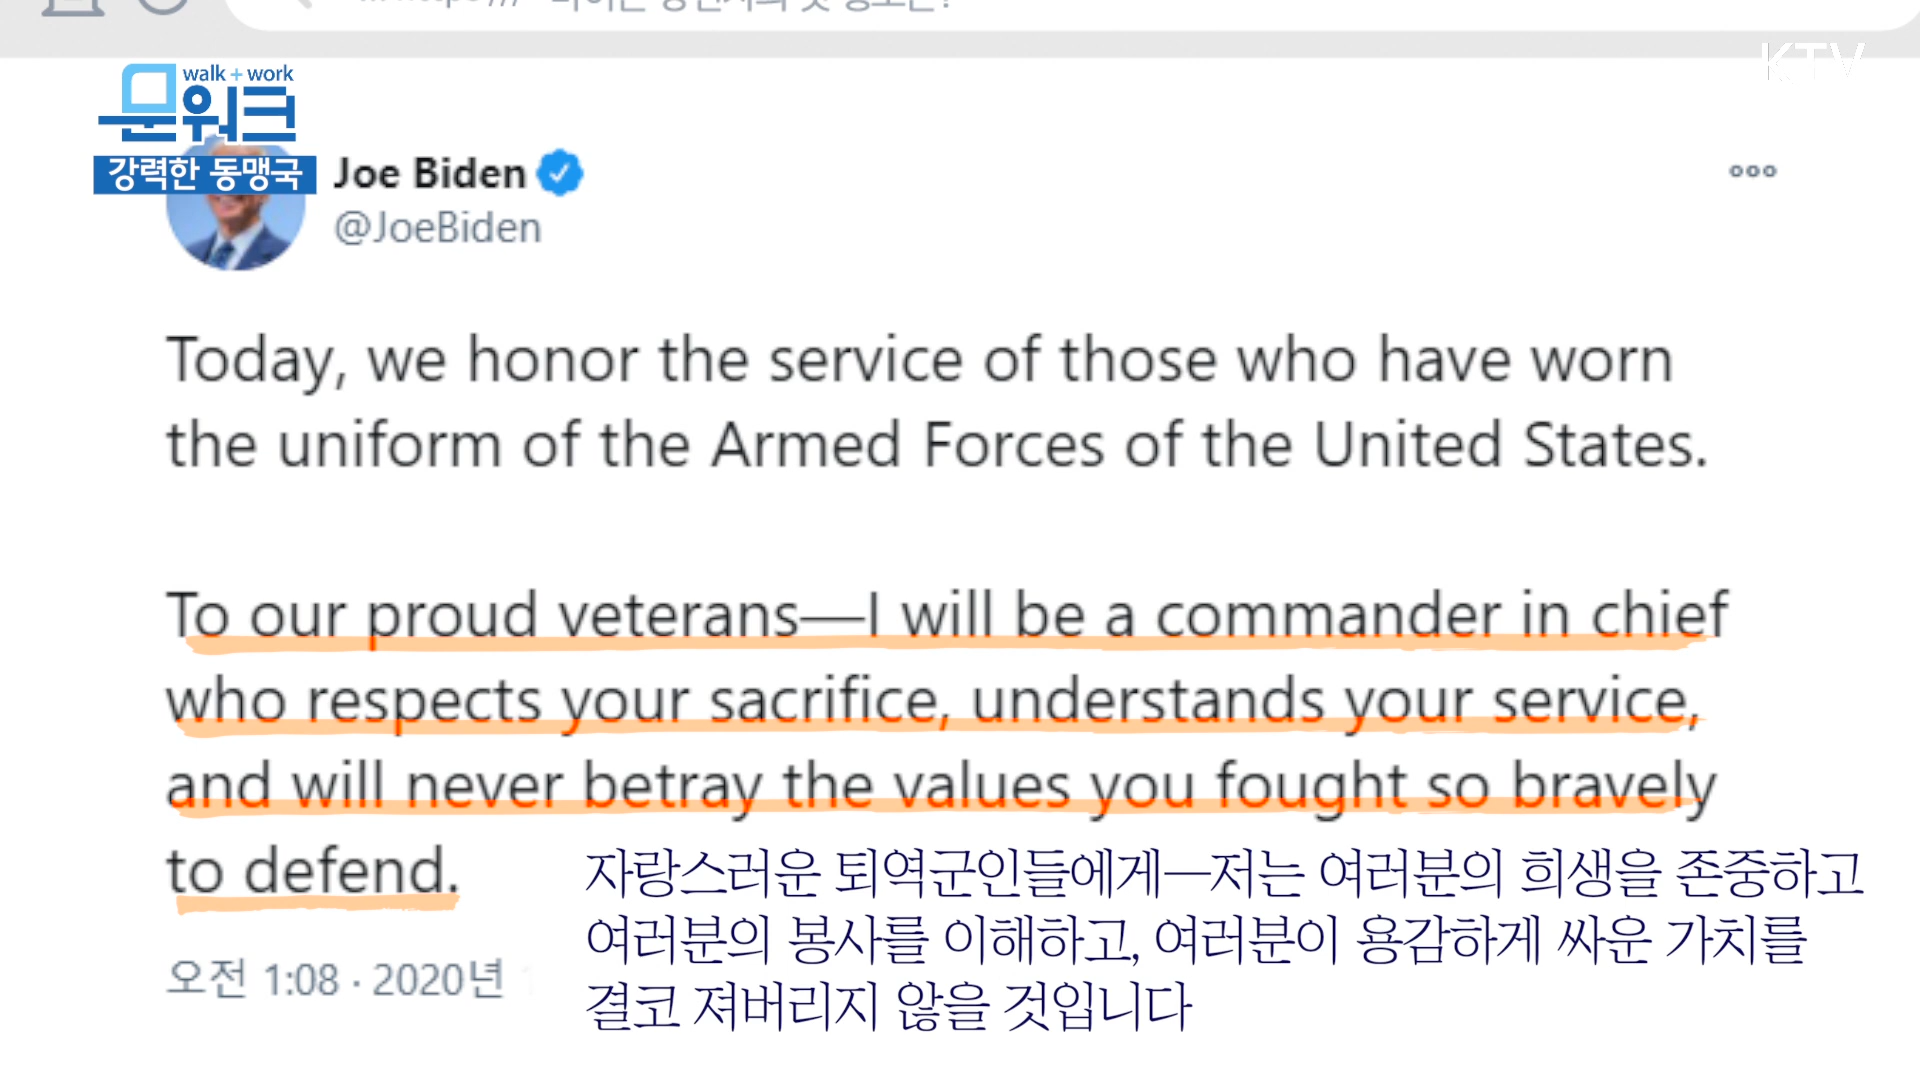 KTV
walk + work
문워크
강력한 동맹국
Joe Biden
@JoeBiden
Today, we honor the service of those who have worn
the uniform of the Armed Forces of the United States.
To our proud veterans—I will be a commander in chief
who respects your sacrifice, understands your service,
and will never betray the values you fought so bravely
to defend.
오전 1:08 · 2020년
자랑스러운 퇴역군인들에게—저는 여러분의 희생을 존중하고
여러분의 봉사를 이해하고, 여러분이 용감하게 싸운 가치를
결코 져버리지 않을 것입니다